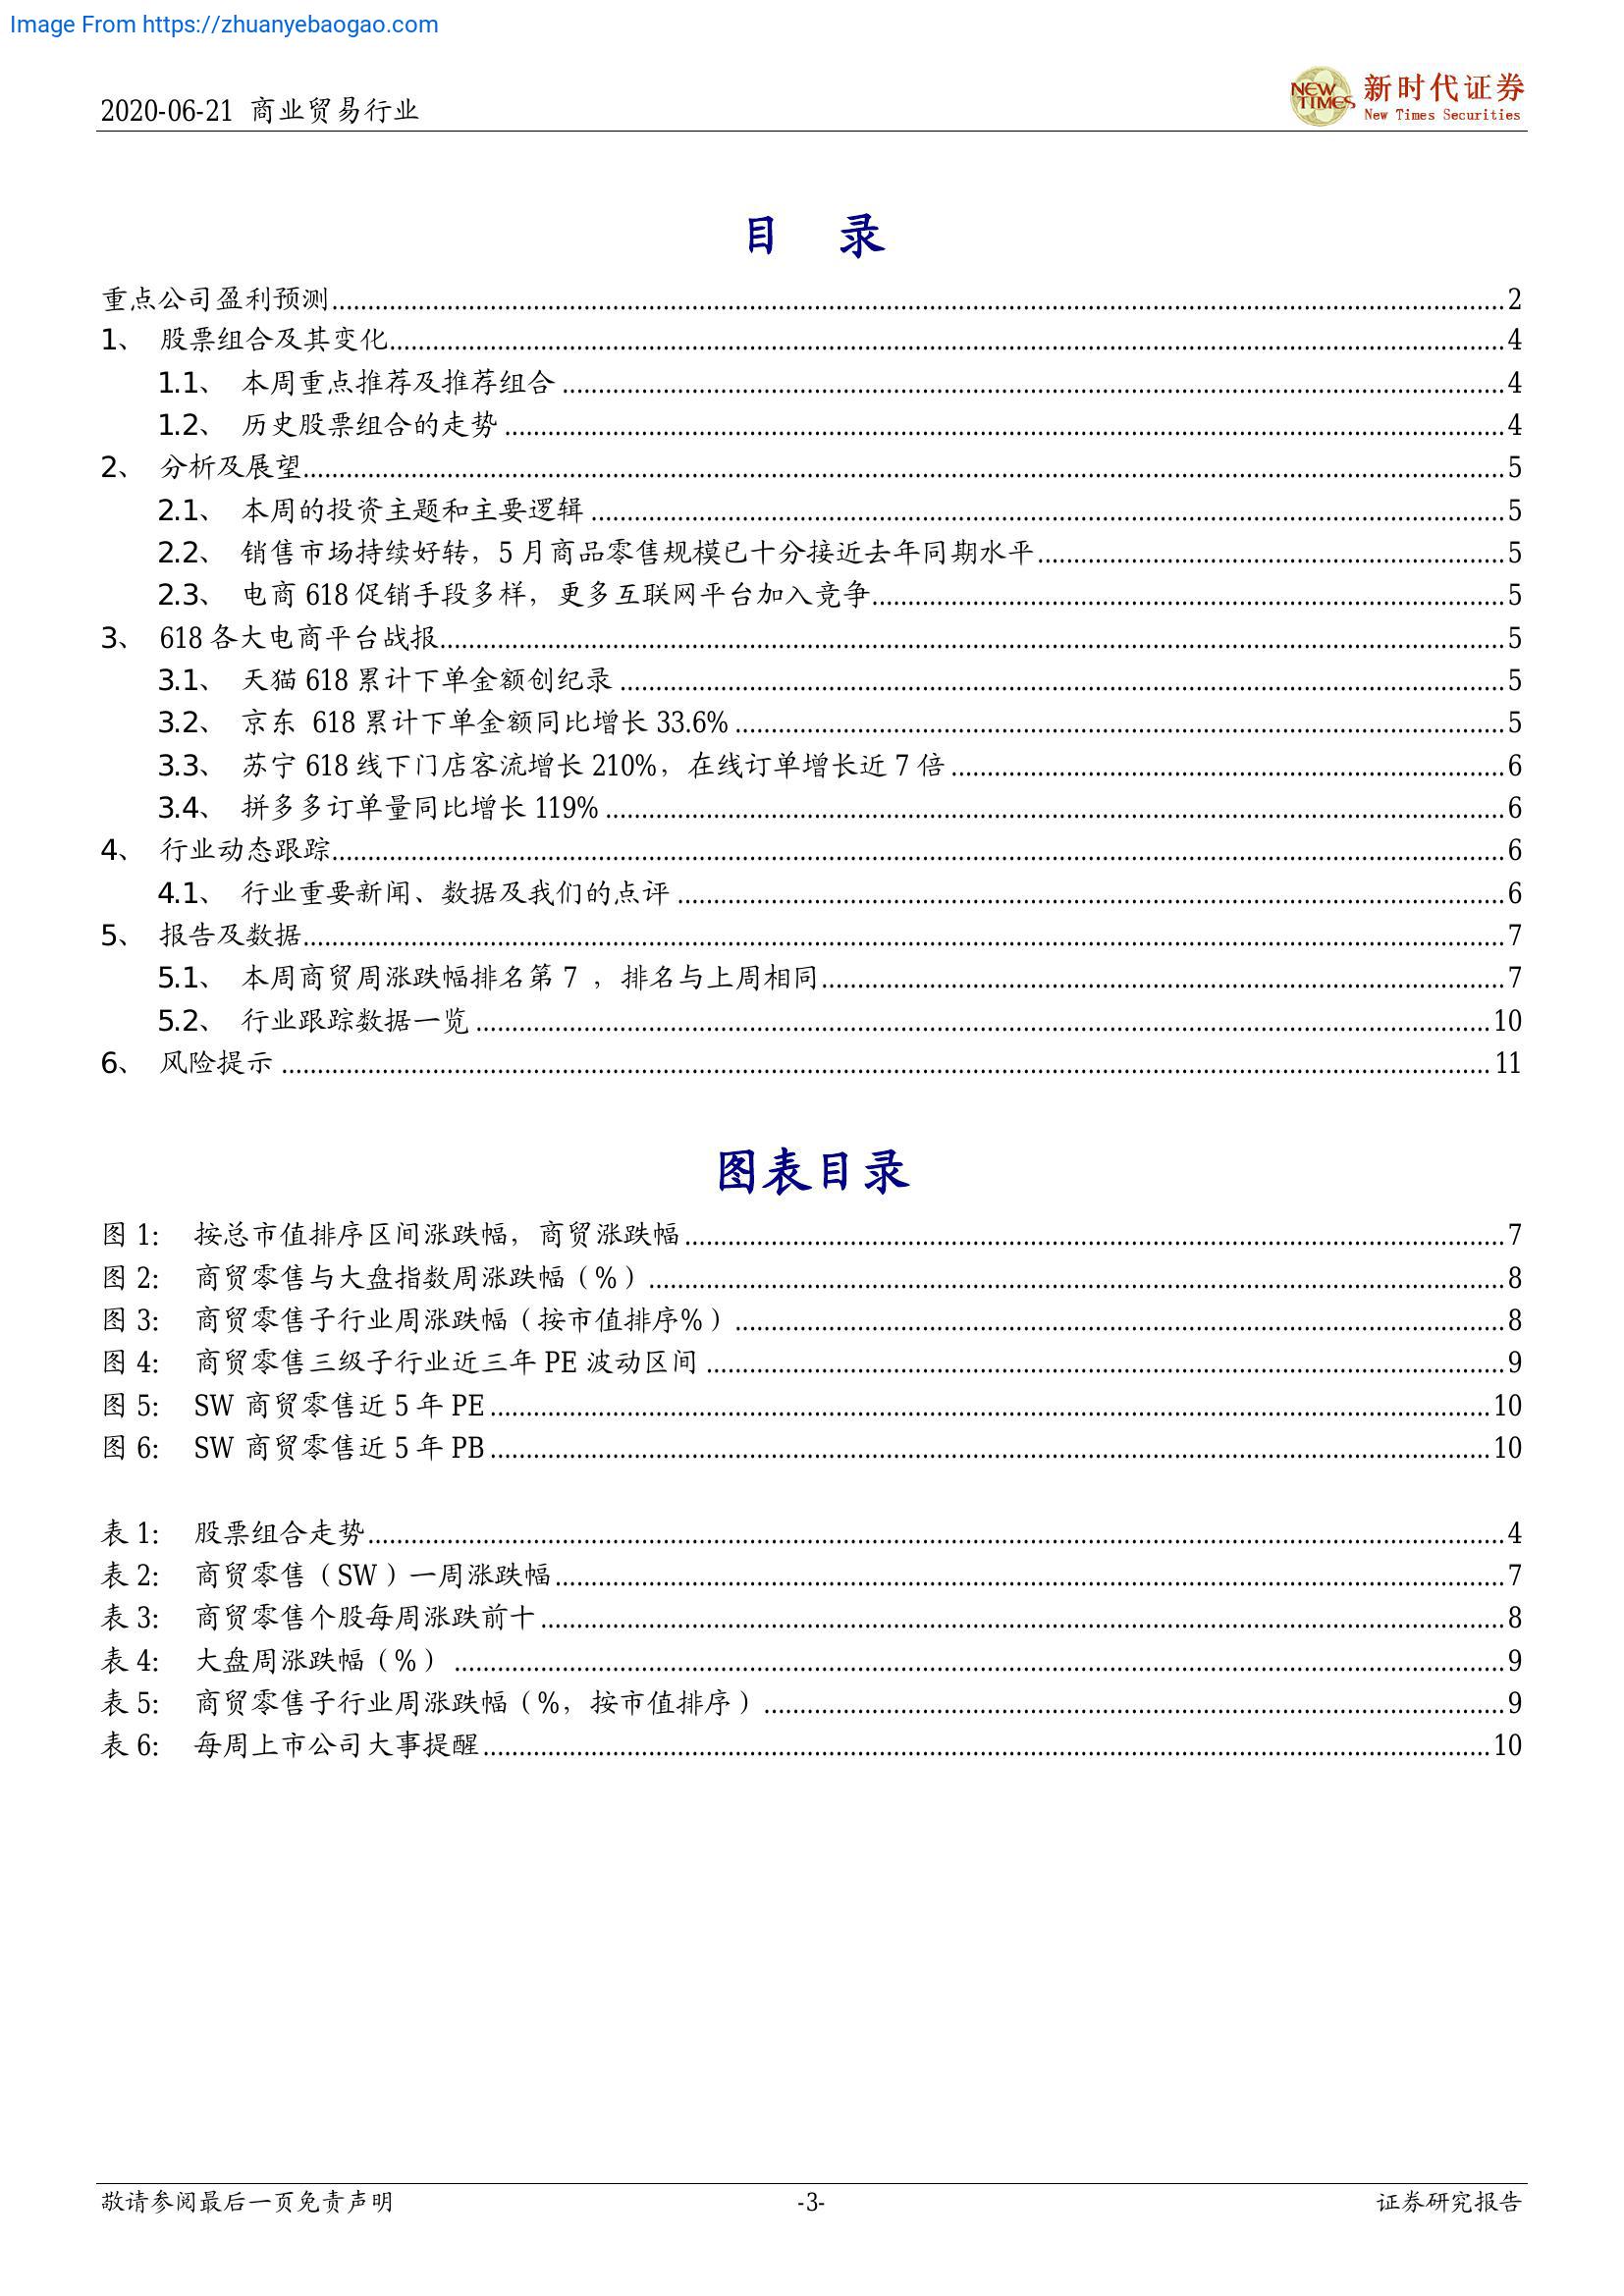 Image From https://zhuanyebaogao.com
2020-06-21 商业贸易行业
NEW TIMES
新时代证券
New Times Securities
目 录
重点公司盈利预测 2
1、 股票组合及其变化 4
1.1、 本周重点推荐及推荐组合 4
1.2、 历史股票组合的走势 4
2、 分析及展望 5
2.1、 本周的投资主题和主要逻辑 5
2.2、 销售市场持续好转，5 月商品零售规模已十分接近去年同期水平 5
2.3、 电商 618 促销手段多样，更多互联网平台加入竞争 5
3、 618 各大电商平台战报 5
3.1、 天猫 618 累计下单金额创纪录 5
3.2、 京东 618 累计下单金额同比增长 33.6% 5
3.3、 苏宁 618 线下门店客流增长 210%，在线订单增长近 7 倍 6
3.4、 拼多多订单量同比增长 119% 6
4、 行业动态跟踪 6
4.1、 行业重要新闻、数据及我们的点评 6
5、 报告及数据 7
5.1、 本周商贸周涨跌幅排名第 7 ，排名与上周相同 7
5.2、 行业跟踪数据一览 10
6、 风险提示 11
图表目录
图 1： 按总市值排序区间涨跌幅，商贸涨跌幅 7
图 2： 商贸零售与大盘指数周涨跌幅（%） 8
图 3： 商贸零售子行业周涨跌幅（按市值排序%） 8
图 4： 商贸零售三级子行业近三年 PE 波动区间 9
图 5： SW 商贸零售近 5 年 PE 10
图 6： SW 商贸零售近 5 年 PB 10
表 1： 股票组合走势 4
表 2： 商贸零售（SW）一周涨跌幅 7
表 3： 商贸零售个股每周涨跌前十 8
表 4： 大盘周涨跌幅（%） 9
表 5： 商贸零售子行业周涨跌幅（%，按市值排序） 9
表 6： 每周上市公司大事提醒 10
敬请参阅最后一页免责声明 -3- 证券研究报告